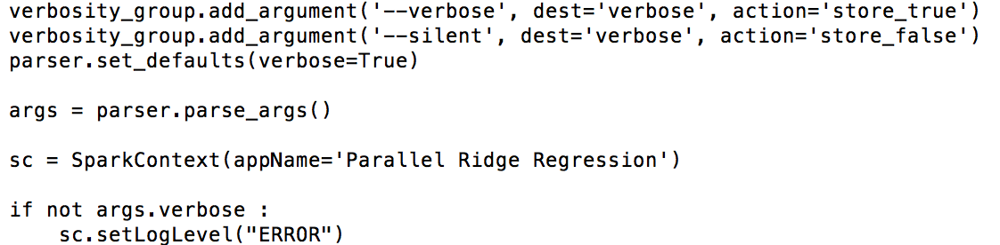 verbosity_group.add_argument('--verbose', dest='verbose', action='store_true')
verbosity_group.add_argument('--silent', dest='verbose', action='store_false')
parser.set_defaults(verbose=True)
args = parser.parse_args()
sc = SparkContext(appName='Parallel Ridge Regression')
if not args.verbose :
    sc.setLogLevel("ERROR")